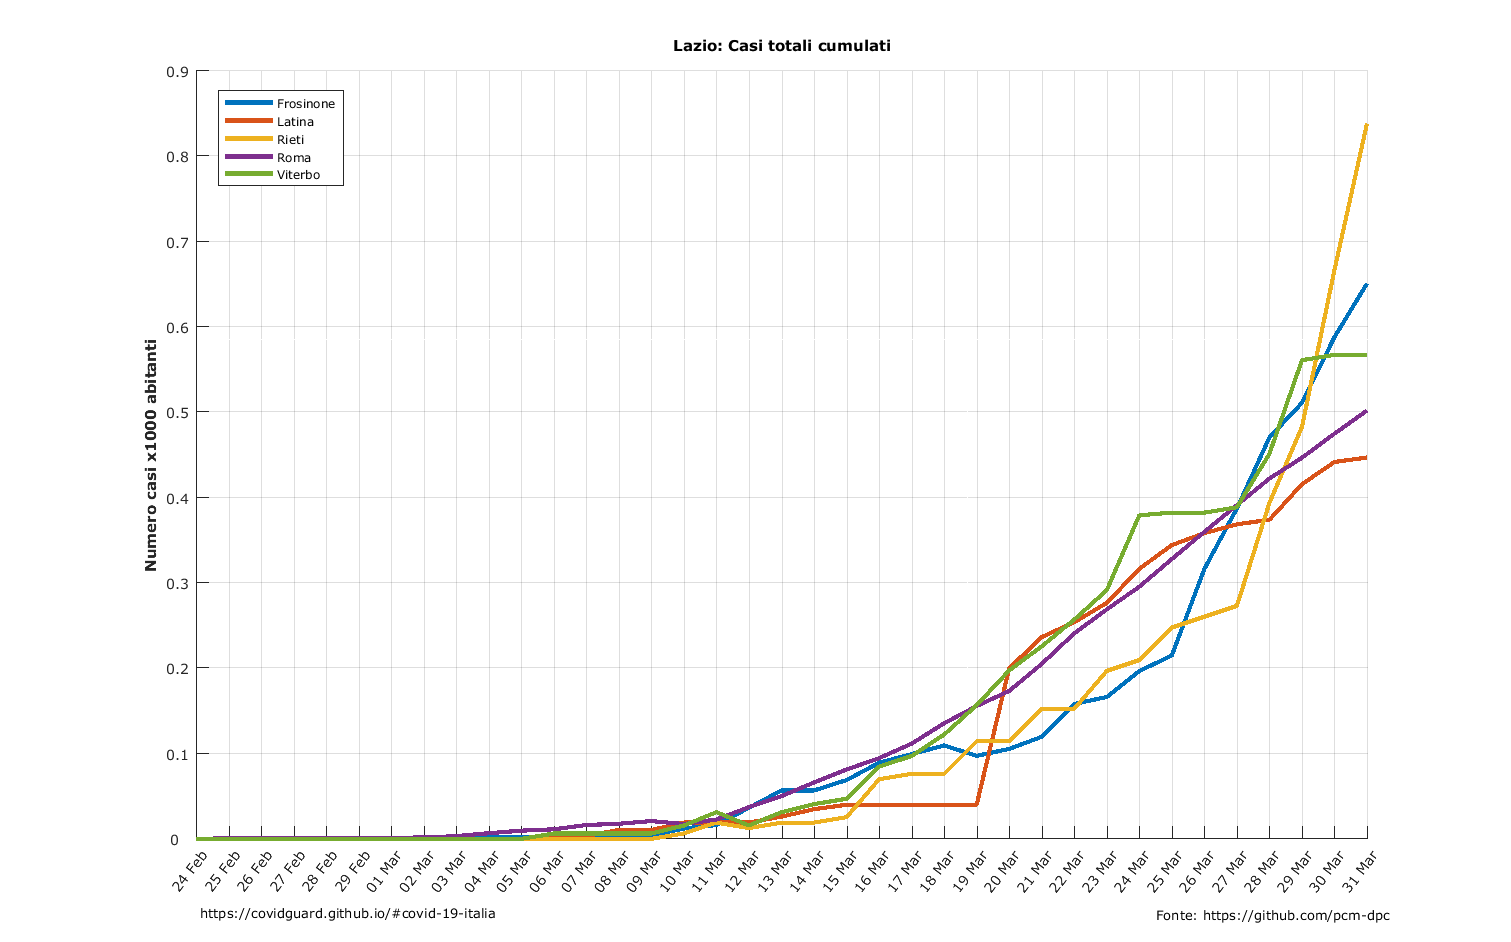 Lazio: Casi totali cumulati
Numero casi x1000 abitanti
0.9
0.8
0.7
0.6
0.5
0.4
0.3
0.2
0.1
0
Frosinone
Latina
Rieti
Roma
Viterbo
24 Feb
25 Feb
26 Feb
27 Feb
28 Feb
29 Feb
01 Mar
02 Mar
03 Mar
04 Mar
05 Mar
06 Mar
07 Mar
08 Mar
09 Mar
10 Mar
11 Mar
12 Mar
13 Mar
14 Mar
15 Mar
16 Mar
17 Mar
18 Mar
19 Mar
20 Mar
21 Mar
22 Mar
23 Mar
24 Mar
25 Mar
26 Mar
27 Mar
28 Mar
29 Mar
30 Mar
31 Mar
https://covidguard.github.io/#covid-19-italia
Fonte: https://github.com/pcm-dpc